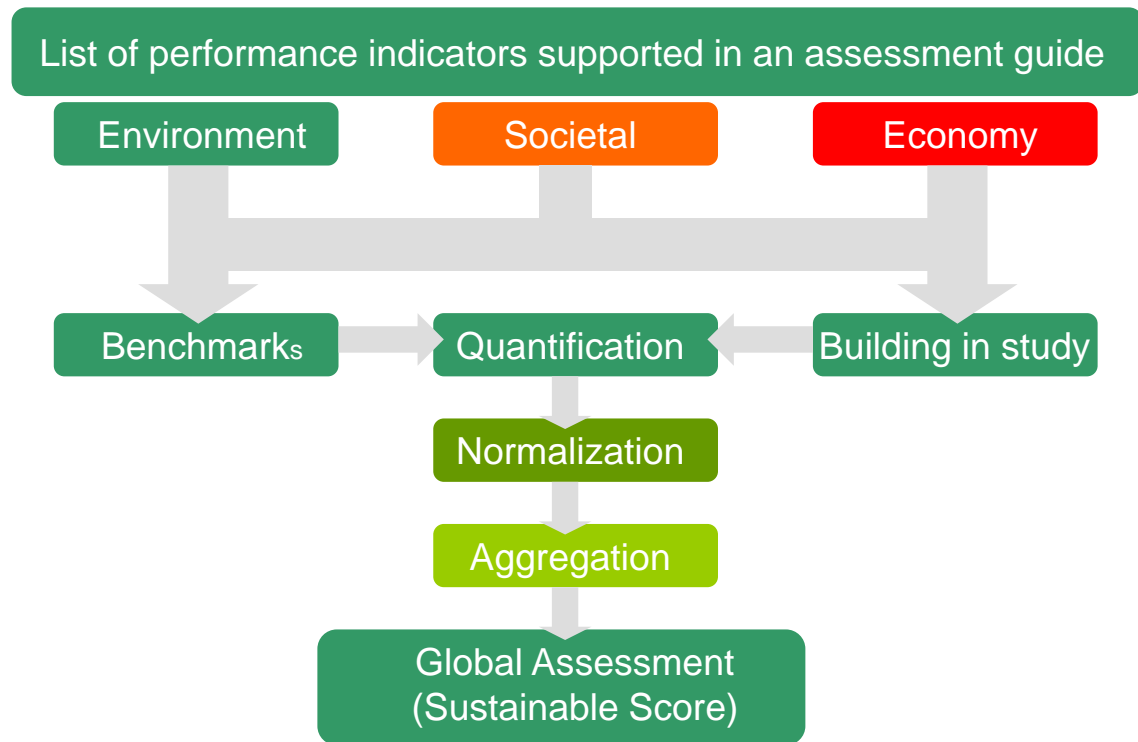 List of performance indicators supported in an assessment guide
Environment
Societal
Economy
Benchmarks
Quantification
Building in study
Normalization
Aggregation
Global Assessment
(Sustainable Score)